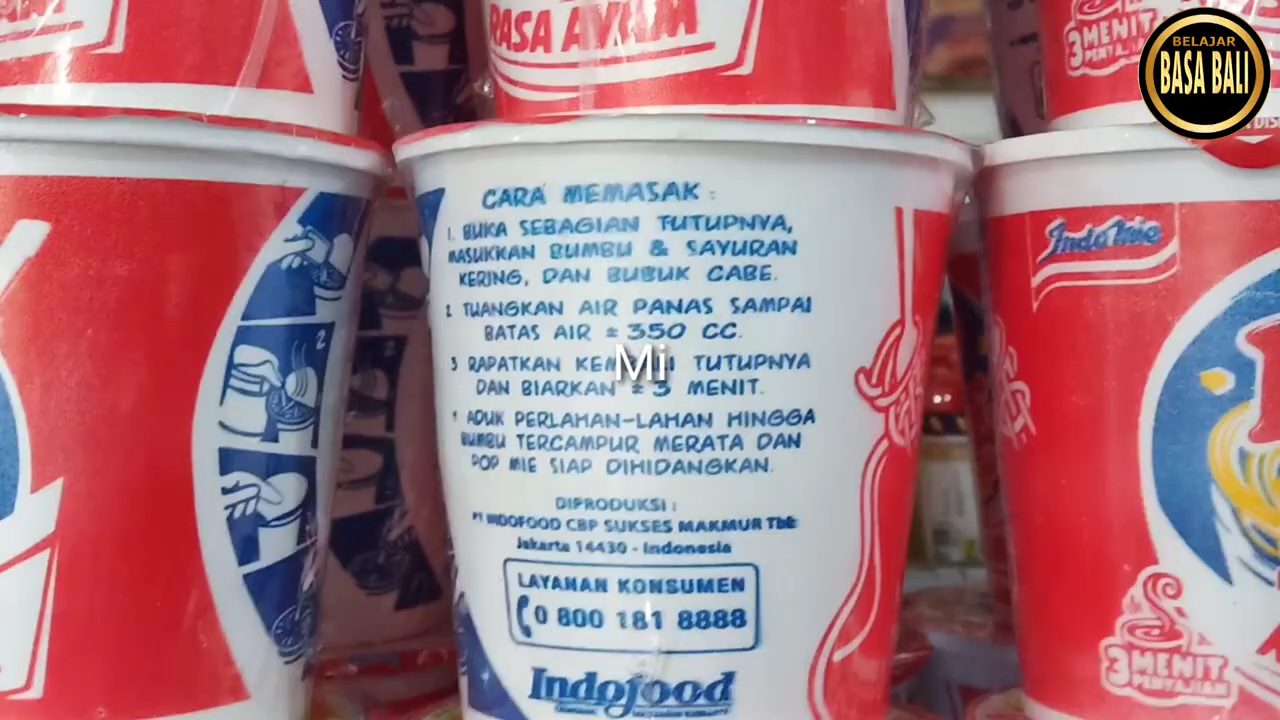 RASA AYAM
3 MENIT
BELAJAR
BASA BALI
CARA MEMASAK :
1. BUKA SEBAGIAN TUTUPNYA,
MASUKKAN BUMBU & SAYURAN
KERING, DAN BUBUK CABE.
2 TUANGKAN AIR PANAS SAMPAI
BATAS AIR ± 350 CC.
3 RAPATKAN TUTUPNYA
DAN BIARKAN ± 3 MENIT.
4 ADUK PERLAHAN-LAHAN HINGGA
BUMBU TERCAMPUR MERATA DAN
POP MIE SIAP DIHIDANGKAN.
Mi
DIPRODUKSI :
PT INDOFOOD CBP SUKSES MAKMUR Tbk
Jakarta 14430 - Indonesia
LAYANAN KONSUMEN
0 800 181 8888
Indofood
2
Indomie
3 MENIT
PENYAJIAN